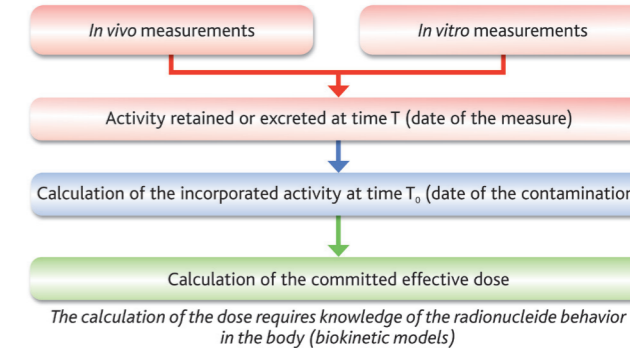 In vivo measurements
In vitro measurements
Activity retained or excreted at time T (date of the measure)
Calculation of the incorporated activity at time T₀ (date of the contamination
Calculation of the committed effective dose
The calculation of the dose requires knowledge of the radionucleide behavior
in the body (biokinetic models)